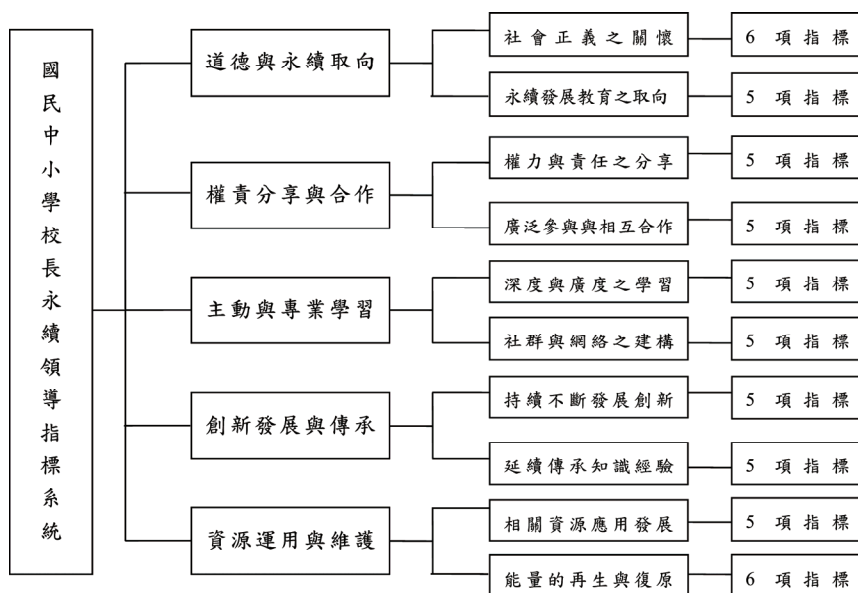 國民中小學校長永續領導指標系統
道德與永續取向
社會正義之關懷
6 項指標
永續發展教育之取向
5 項指標
權責分享與合作
權力與責任之分享
5 項指標
廣泛參與與相互合作
5 項指標
主動與專業學習
深度與廣度之學習
5 項指標
社群與網絡之建構
5 項指標
創新發展與傳承
持續不斷發展創新
5 項指標
延續傳承知識經驗
5 項指標
資源運用與維護
相關資源應用發展
5 項指標
能量的再生與復原
6 項指標